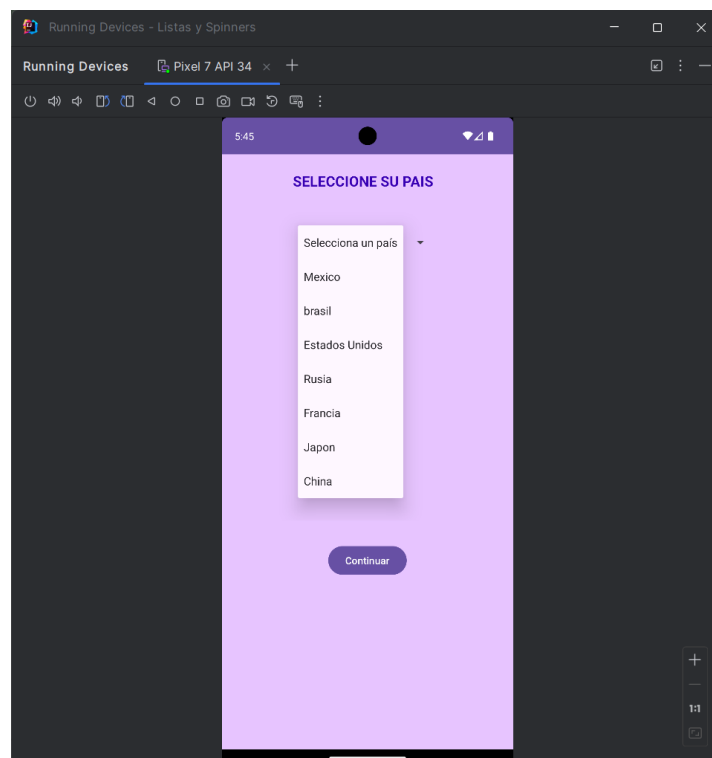 Running Devices - Listas y Spinners
Running Devices Pixel 7 API 34
5:45
SELECCIONE SU PAIS
Selecciona un país
Mexico
brasil
Estados Unidos
Rusia
Francia
Japon
China
Continuar
1:1